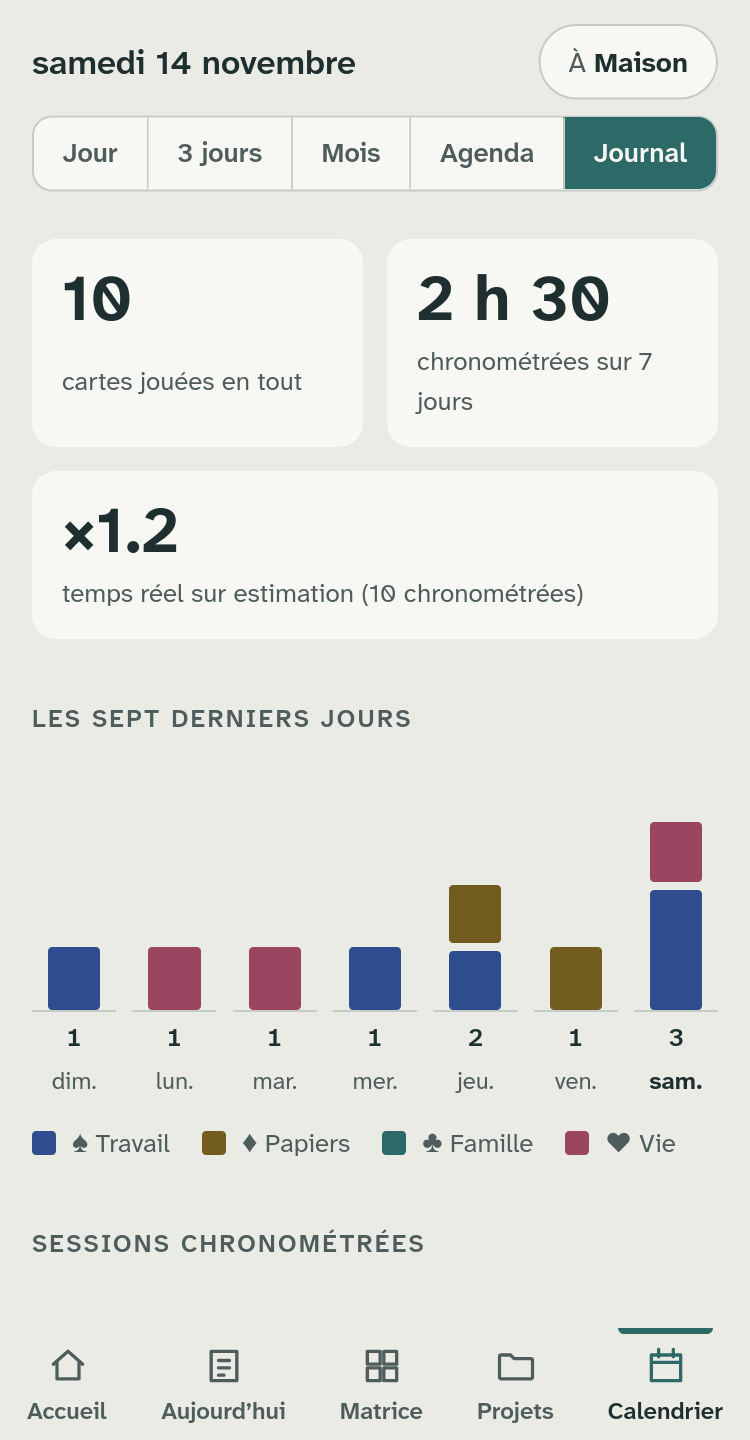 samedi 14 novembre
À Maison
Jour
3 jours
Mois
Agenda
Journal
10
cartes jouées en tout
2 h 30
chronométrées sur 7
jours
×1.2
temps réel sur estimation (10 chronométrées)
LES SEPT DERNIERS JOURS
1 1 1 1 2 1 3
dim. lun. mar. mer. jeu. ven. sam.
♠ Travail ♦ Papiers ♣ Famille ♥ Vie
SESSIONS CHRONOMÉTRÉES
Accueil Aujourd’hui Matrice Projets Calendrier